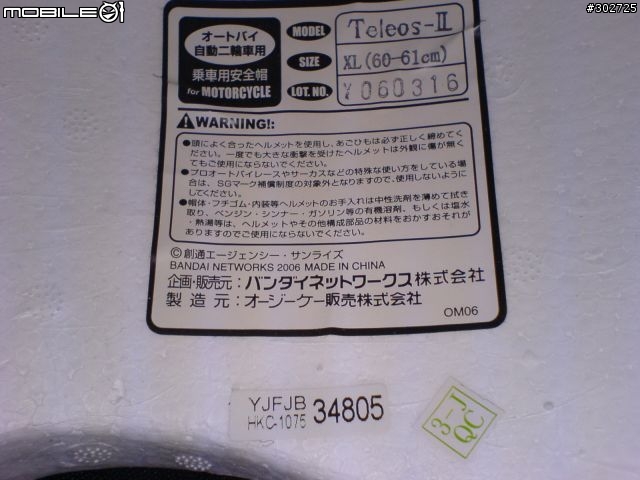 MOBILE01
#302725
オートバイ
自動二輪車用
乗車用安全帽
for MOTORCYCLE
MODEL Teleos-II
SIZE XL(60-61cm)
LOT.NO. Y060316
WARNING!:
●頭によく合ったヘルメットを使用し、あごひもは必ず正しく締めてく
ださい。一度でも大きな衝撃を受けたヘルメットは外観に傷が無く
てもご使用にならないでください。
●プロオートバイレースやサーカスなどの特殊な使い方をしている場
合は、SGマーク補償制度の対象外となりますので、使用しないように
してください。
●帽体・フチゴム・内装等ヘルメットのお手入れは中性洗剤を薄めて拭き
取り、ベンジン・シンナー・ガソリン等の有機溶剤、もしくは塩水
・熱湯等は、ヘルメットやその他構成部品の材料をおかすおそれが
ありますのでご使用にならないでください。
©創通エージェンシー・サンライズ
BANDAI NETWORKS 2006 MADE IN CHINA
企画・販売元:バンダイネットワークス株式会社
製造元:オージーケー販売株式会社
OM06
YJFJB
HKC-1075 34805
3-J
QC